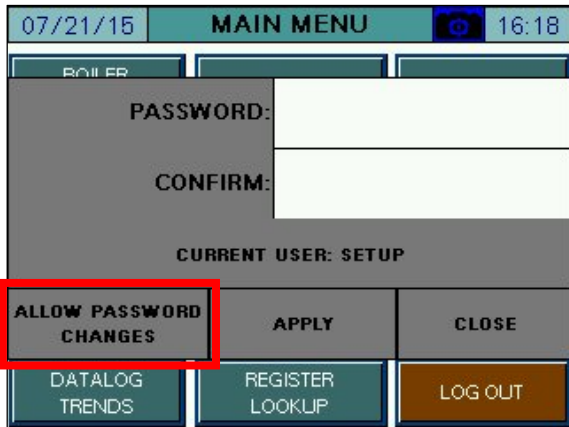 07/21/15 MAIN MENU 16:18
BOILER
PASSWORD:
CONFIRM:
CURRENT USER: SETUP
ALLOW PASSWORD CHANGES APPLY CLOSE
DATALOG TRENDS REGISTER LOOKUP LOG OUT